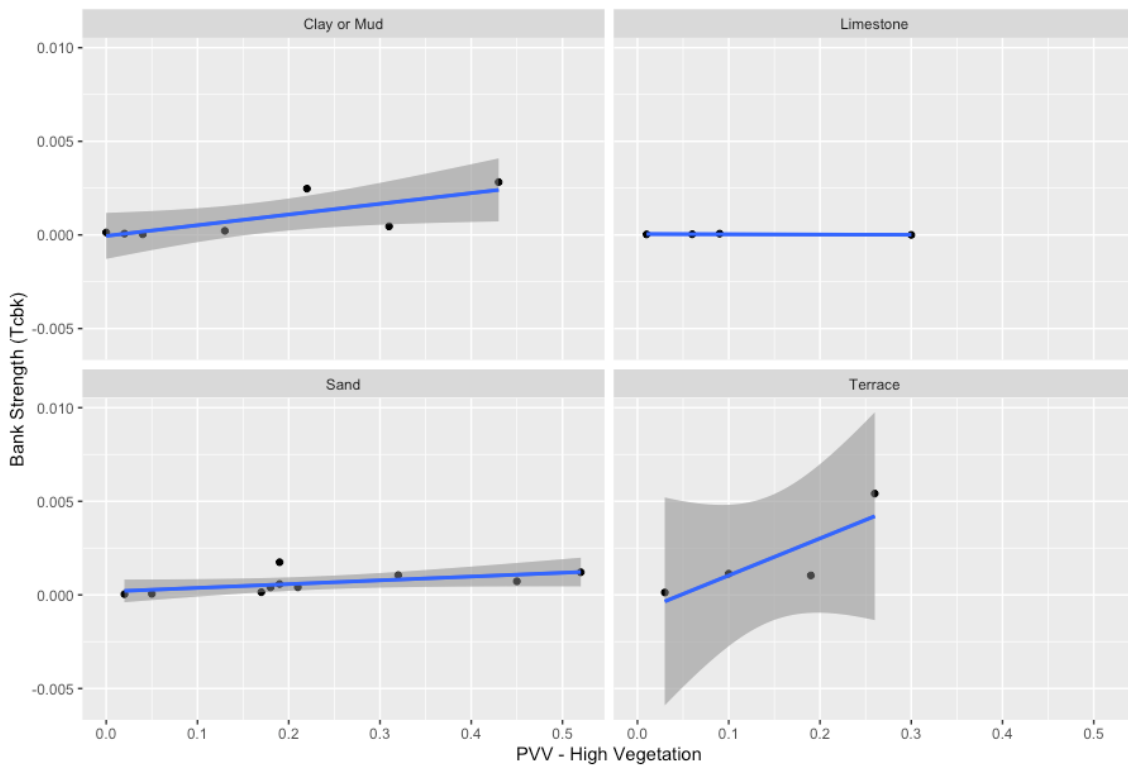 Clay or Mud
Limestone
0.010
0.005
0.000
-0.005
Sand
Terrace
0.010
0.005
0.000
-0.005
Bank Strength (Tcbk)
0.0 0.1 0.2 0.3 0.4 0.5
0.0 0.1 0.2 0.3 0.4 0.5
PVV - High Vegetation